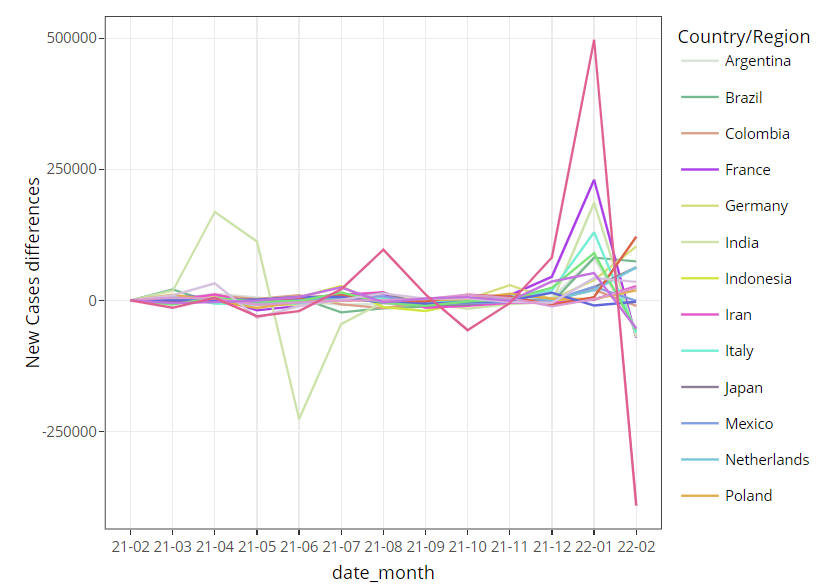 New Cases differences
500000
250000
0
-250000
21-02 21-03 21-04 21-05 21-06 21-07 21-08 21-09 21-10 21-11 21-12 22-01 22-02
date_month
Country/Region
Argentina
Brazil
Colombia
France
Germany
India
Indonesia
Iran
Italy
Japan
Mexico
Netherlands
Poland